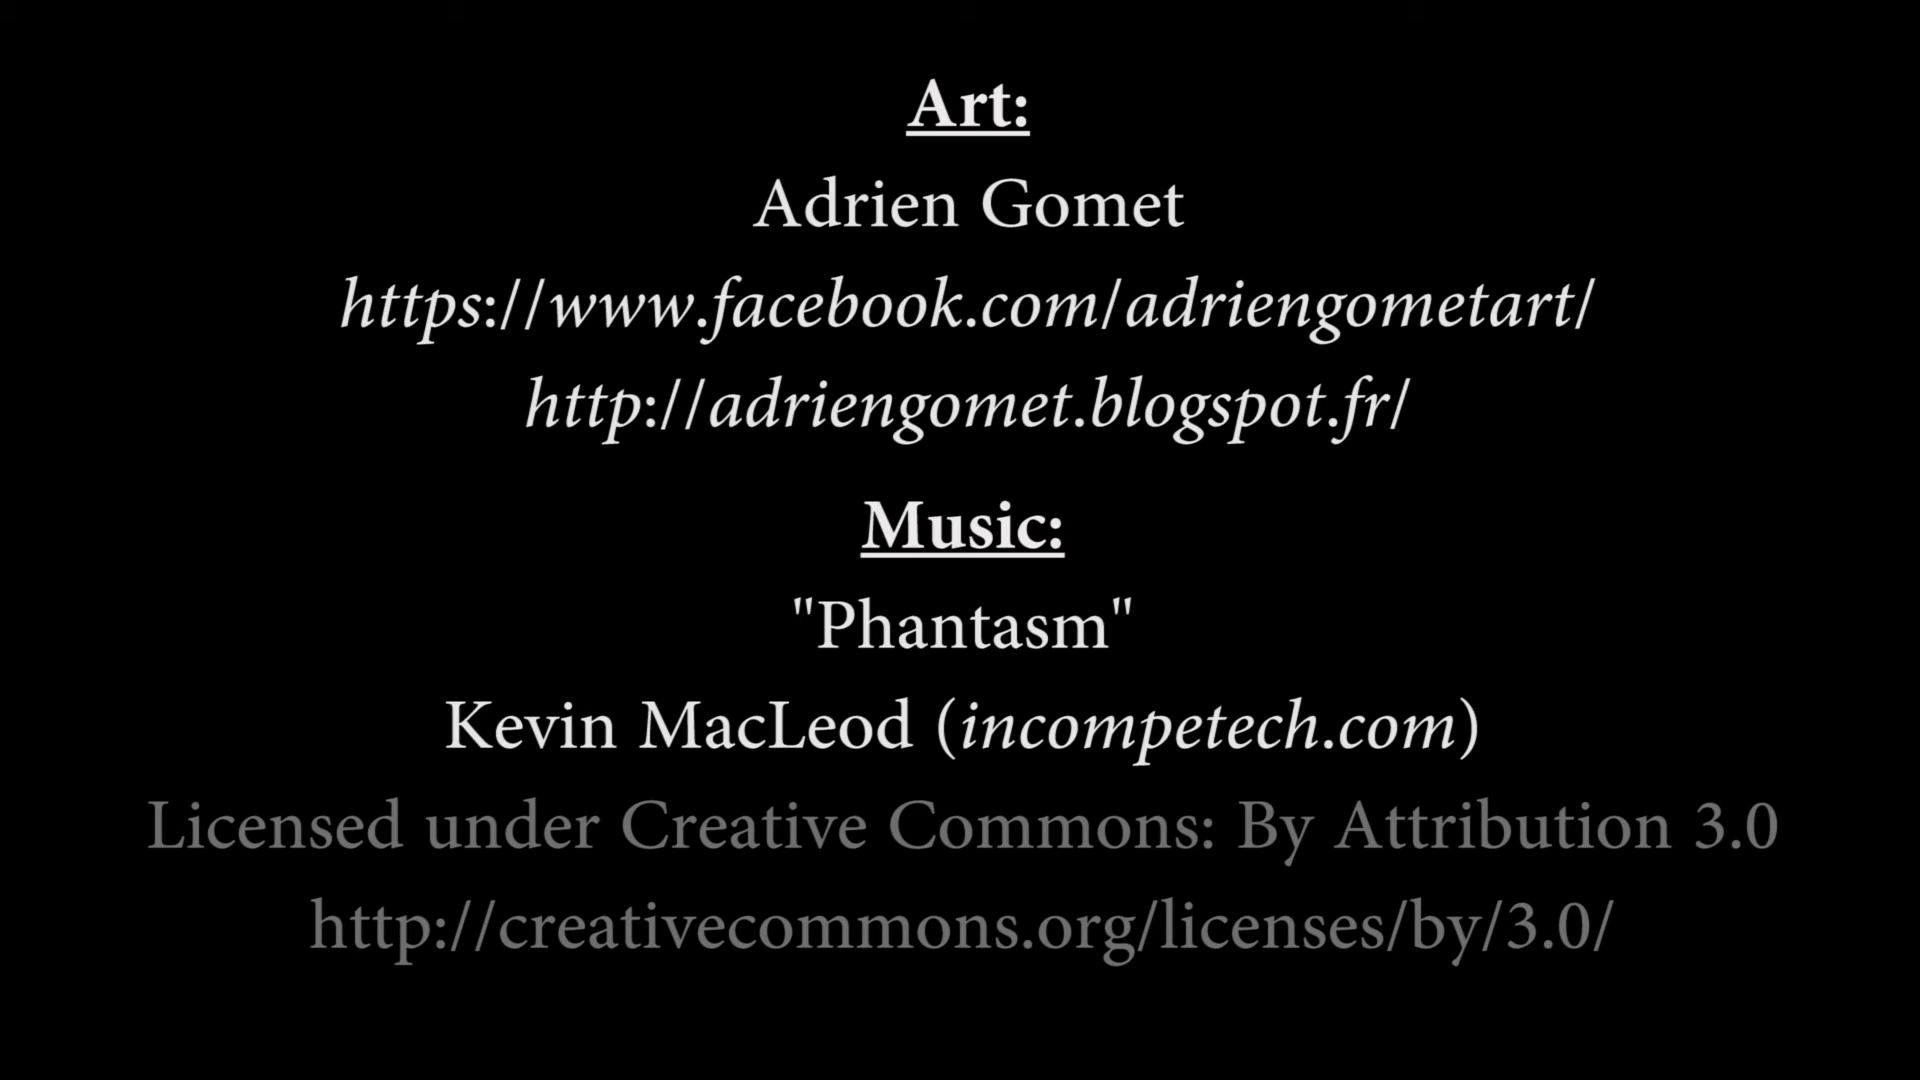 Art:
Adrien Gomet
https://www.facebook.com/adriengometart/
http://adriengomet.blogspot.fr/
Music:
"Phantasm"
Kevin MacLeod (incompetech.com)
Licensed under Creative Commons: By Attribution 3.0
http://creativecommons.org/licenses/by/3.0/